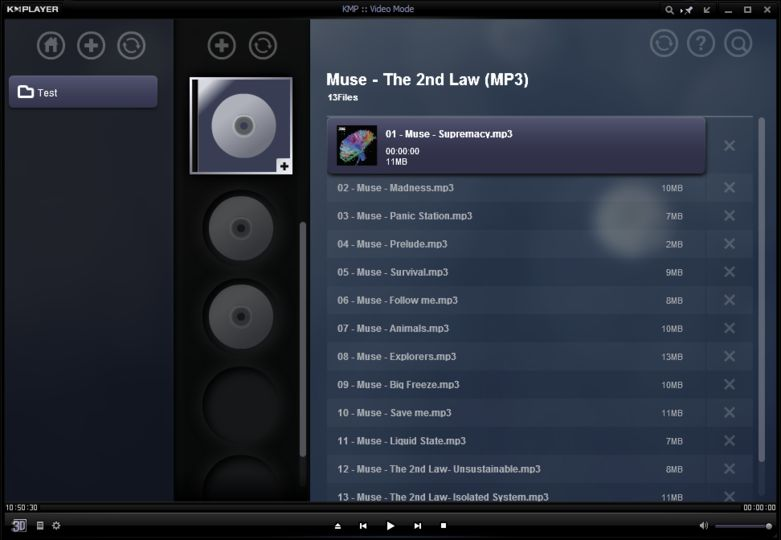 KMPLAYER
KMP :: Video Mode
Test
Muse - The 2nd Law (MP3)
13Files
01 - Muse - Supremacy.mp3
00:00:00
11MB
02 - Muse - Madness.mp3 10MB
03 - Muse - Panic Station.mp3 7MB
04 - Muse - Prelude.mp3 2MB
05 - Muse - Survival.mp3 9MB
06 - Muse - Follow me.mp3 8MB
07 - Muse - Animals.mp3 10MB
08 - Muse - Explorers.mp3 13MB
09 - Muse - Big Freeze.mp3 10MB
10 - Muse - Save me.mp3 11MB
11 - Muse - Liquid State.mp3 7MB
12 - Muse - The 2nd Law- Unsustainable.mp3 8MB
13 - Muse - The 2nd Law- Isolated System.mp3 11MB
10:50:30 00:00:00
3D